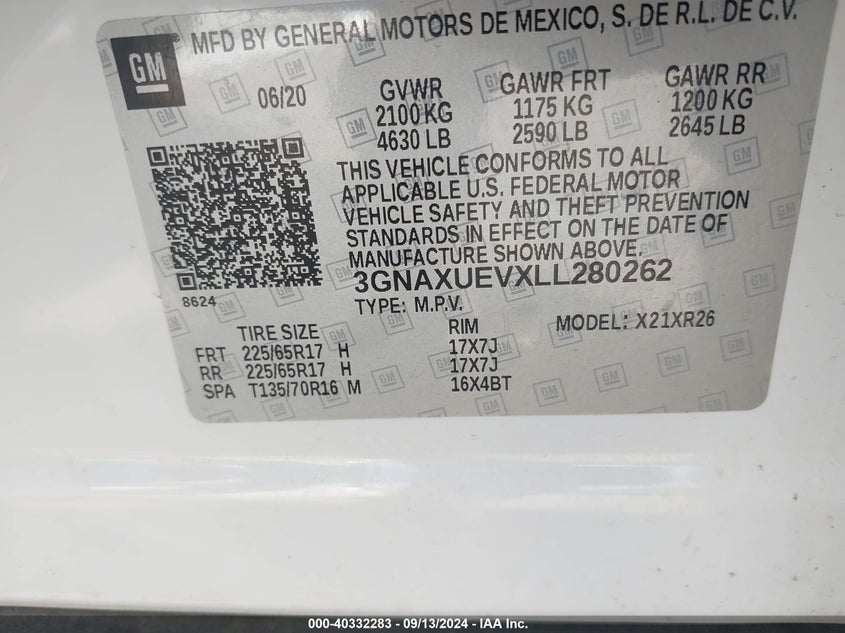 GM® MFD BY GENERAL MOTORS DE MEXICO, S. DE R.L. DE C.V.
06/20 GVWR GAWR FRT GAWR RR
2100 KG 1175 KG 1200 KG
4630 LB 2590 LB 2645 LB
THIS VEHICLE CONFORMS TO ALL
APPLICABLE U.S. FEDERAL MOTOR
VEHICLE SAFETY AND THEFT PREVENTION
STANDARDS IN EFFECT ON THE DATE OF
MANUFACTURE SHOWN ABOVE.
3GNAXUEVXLL280262
8624
TYPE: M.P.V.
TIRE SIZE RIM MODEL: X21XR26
FRT 225/65R17 H 17X7J
RR 225/65R17 H 17X7J
SPA T135/70R16 M 16X4BT
000-40332283 - 09/13/2024 - IAA Inc.